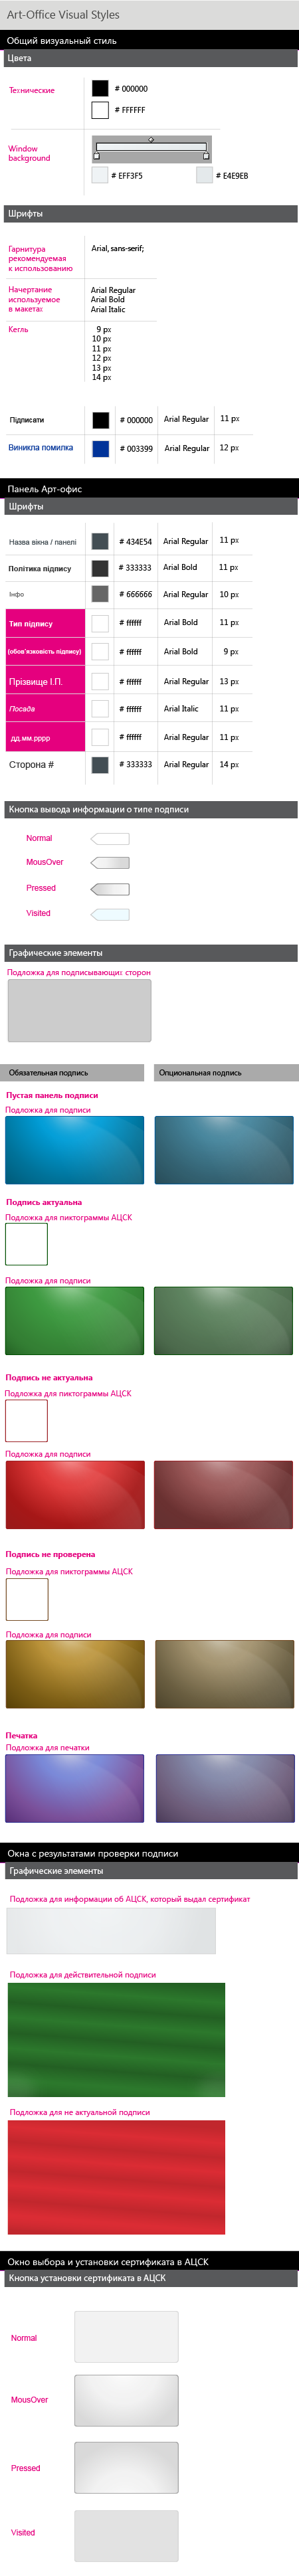 Art-Office Visual Styles
Общий визуальный стиль
Цвета
Технические
# 000000
# FFFFFF
Window
background
# EFF3F5
# E4E9EB
Шрифты
Гарнитура
рекомендуемая
к использованию
Arial, sans-serif;
Начертание
используемое
в макетах
Arial Regular
Arial Bold
Arial Italic
Кегль
9 px
10 px
11 px
12 px
13 px
14 px
Підписати # 000000 Arial Regular 11 px
Виникла помилка # 003399 Arial Regular 12 px
Панель Арт-офис
Шрифты
Назва вікна / панелі # 434E54 Arial Regular 11 px
Політика підпису # 333333 Arial Bold 11 px
Інфо # 666666 Arial Regular 10 px
Тип підпису # ffffff Arial Bold 11 px
(обов'язковість підпису) # ffffff Arial Bold 9 px
Прізвище І.П. # ffffff Arial Regular 13 px
Посада # ffffff Arial Italic 11 px
дд.мм.рррр # ffffff Arial Regular 11 px
Сторона # # 333333 Arial Regular 14 px
Кнопка вывода информации о типе подписи
Normal
MousOver
Pressed
Visited
Графические элементы
Подложка для подписывающих сторон
Обязательная подпись
Опциональная подпись
Пустая панель подписи
Подложка для подписи
Подпись актуальна
Подложка для пиктограммы АЦСК
Подложка для подписи
Подпись не актуальна
Подложка для пиктограммы АЦСК
Подложка для подписи
Подпись не проверена
Подложка для пиктограммы АЦСК
Подложка для подписи
Печатка
Подложка для печатки
Окна с результатами проверки подписи
Графические элементы
Подложка для информации об АЦСК, который выдал сертификат
Подложка для действительной подписи
Подложка для не актуальной подписи
Окно выбора и установки сертификата в АЦСК
Кнопка установки сертификата в АЦСК
Normal
MousOver
Pressed
Visited